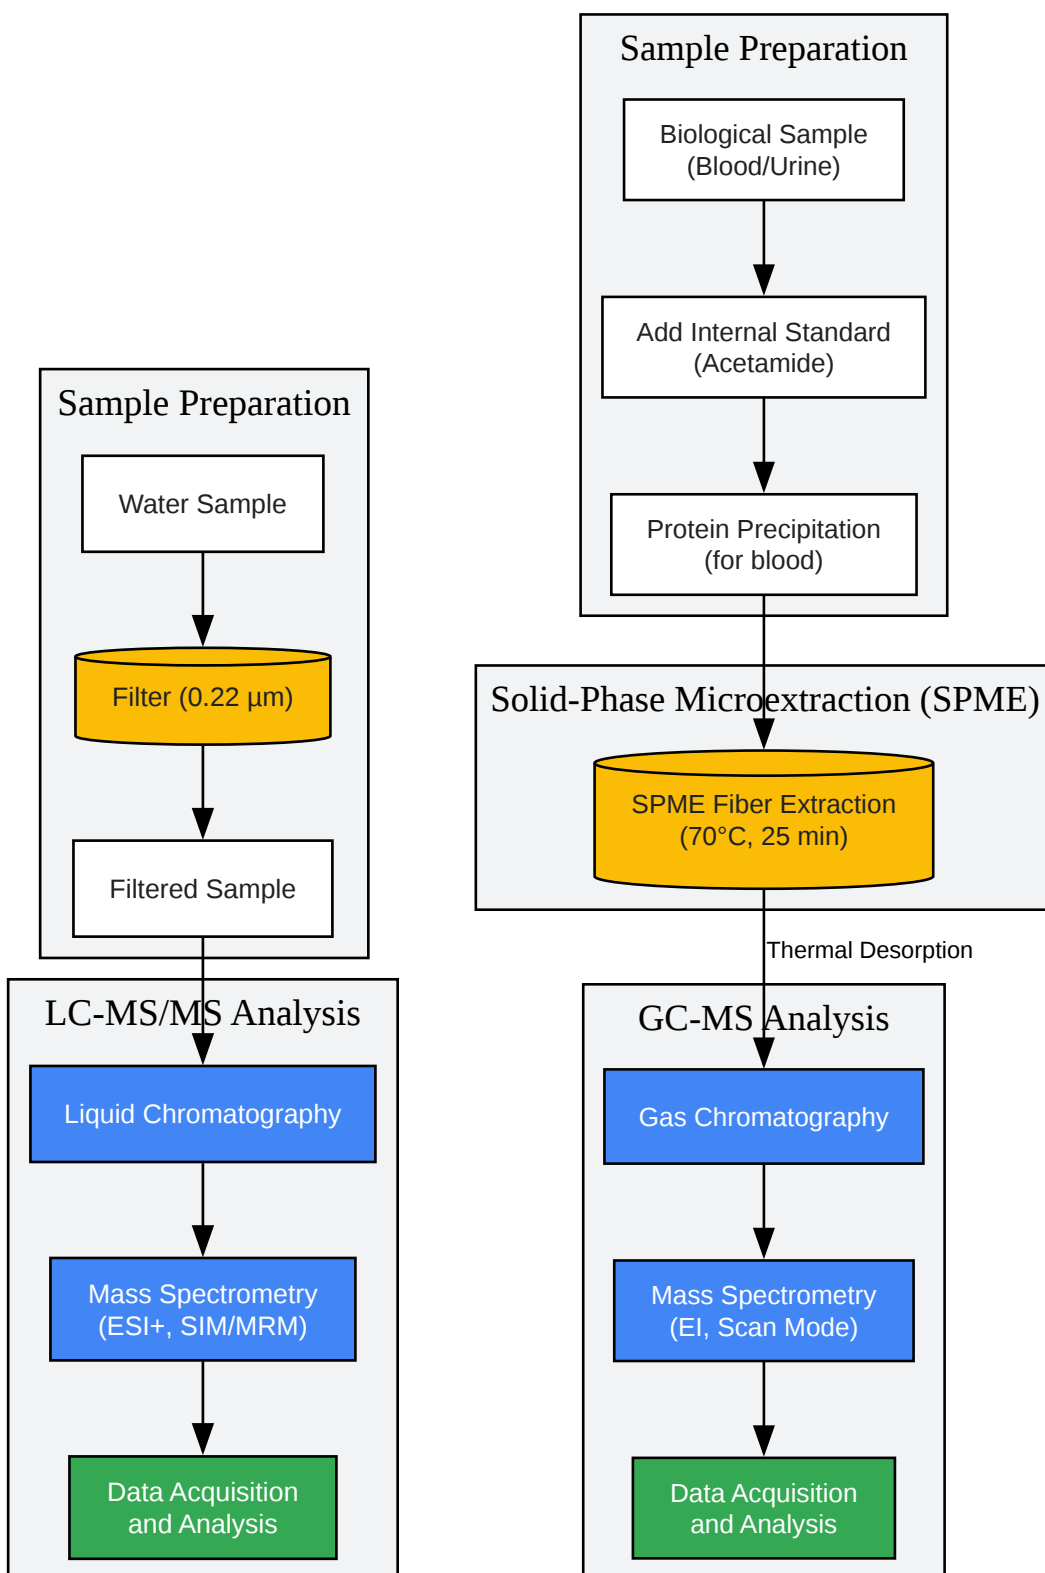 Sample Preparation
Water Sample
Filter (0.22 µm)
Filtered Sample
LC-MS/MS Analysis
Liquid Chromatography
Mass Spectrometry
(ESI+, SIM/MRM)
Data Acquisition
and Analysis
Sample Preparation
Biological Sample
(Blood/Urine)
Add Internal Standard
(Acetamide)
Protein Precipitation
(for blood)
Solid-Phase Microextraction (SPME)
SPME Fiber Extraction
(70°C, 25 min)
Thermal Desorption
GC-MS Analysis
Gas Chromatography
Mass Spectrometry
(EI, Scan Mode)
Data Acquisition
and Analysis